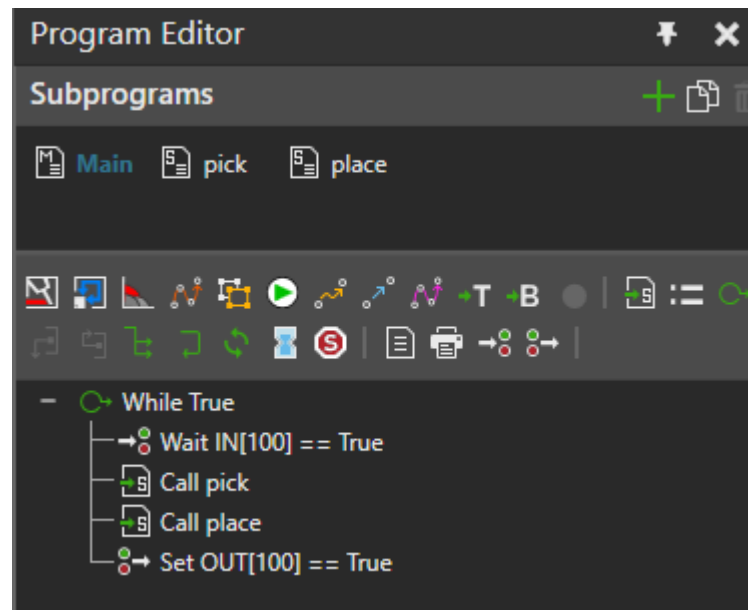 Program Editor
Subprograms
Main pick place
T B
While True
Wait IN[100] == True
Call pick
Call place
Set OUT[100] == True